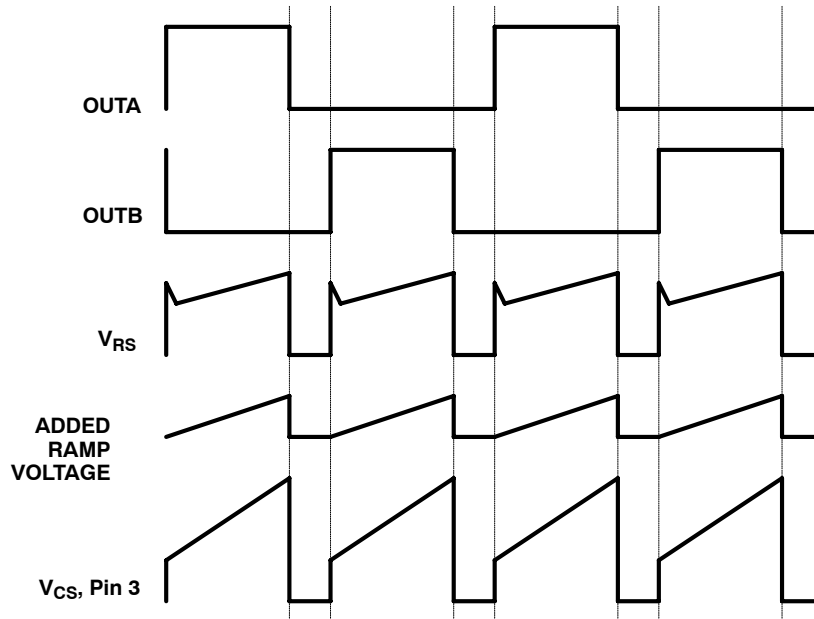 OUTA
OUTB
VRS
ADDED
RAMP
VOLTAGE
VCS, Pin 3